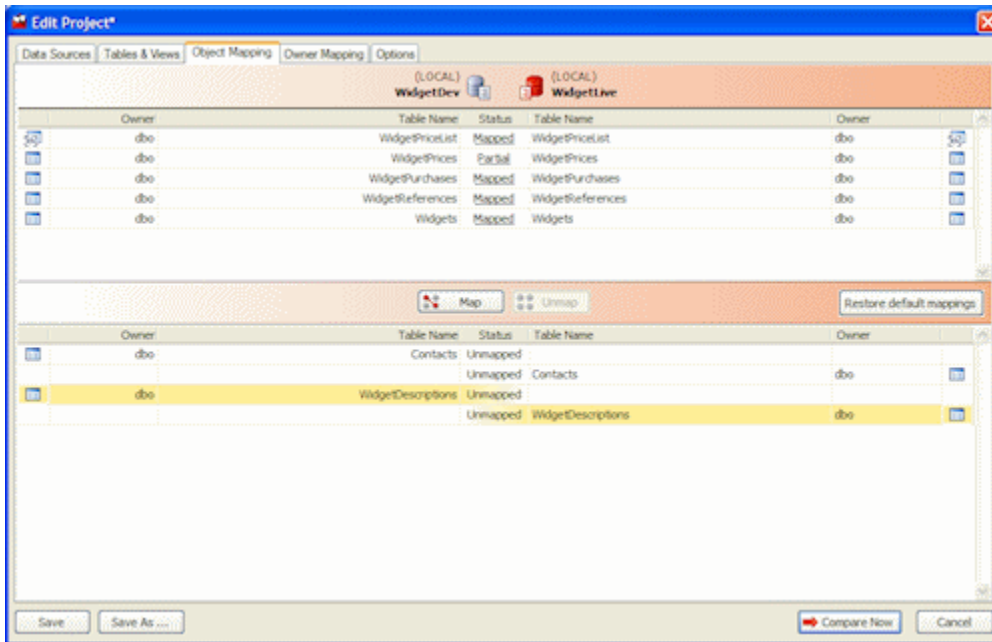 Edit Project*
Data Sources Tables & Views Object Mapping Owner Mapping Options
(LOCAL) (LOCAL)
WidgetDev WidgetLive
Owner Table Name Status Table Name Owner
dbo WidgetPriceList Mapped WidgetPriceList dbo
dbo WidgetPrices Partial WidgetPrices dbo
dbo WidgetPurchases Mapped WidgetPurchases dbo
dbo WidgetReferences Mapped WidgetReferences dbo
dbo Widgets Mapped Widgets dbo
Map Unmap Restore default mappings
Owner Table Name Status Table Name Owner
dbo Contacts Unmapped
Unmapped Contacts dbo
dbo WidgetDescriptions Unmapped
Unmapped WidgetDescriptions dbo
Save Save As ... Compare Now Cancel